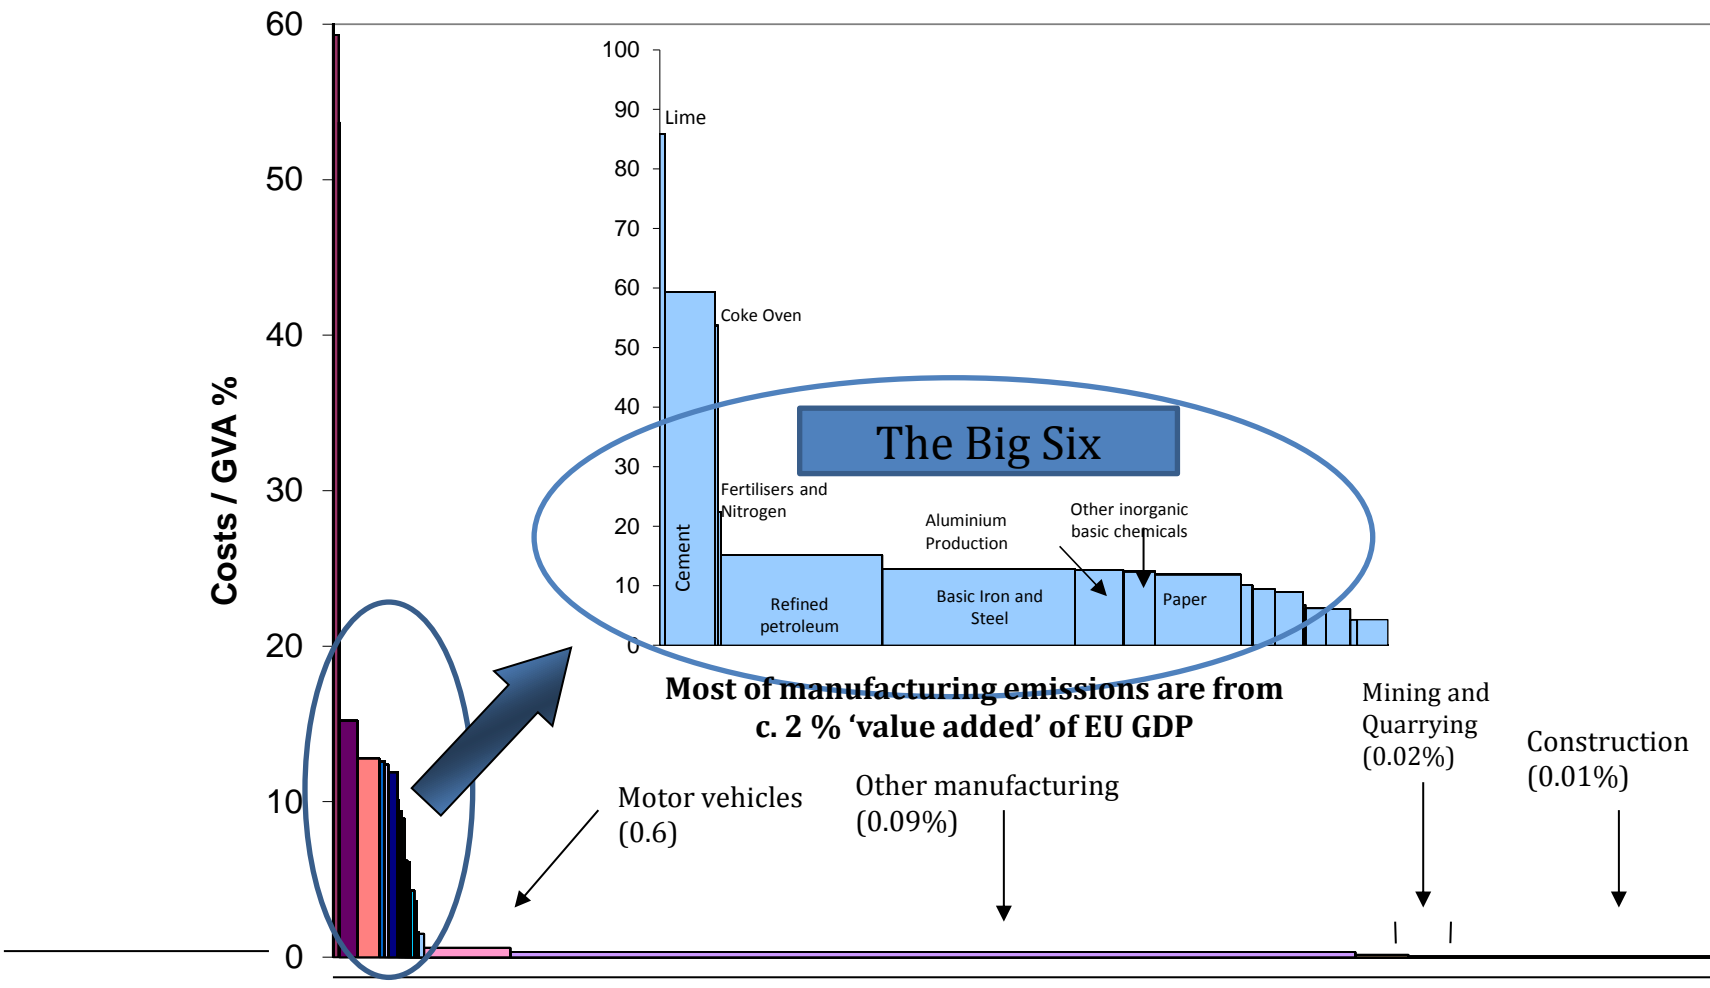 60
50
40
30
20
10
0
Costs / GVA %
100
90
80
70
60
50
40
30
20
10
0
Lime
Cement
Coke Oven
Fertilisers and
Nitrogen
The Big Six
Refined
petroleum
Basic Iron and
Steel
Aluminium
Production
Other inorganic
basic chemicals
Paper
Most of manufacturing emissions are from
c. 2 % ‘value added’ of EU GDP
Motor vehicles
(0.6)
Other manufacturing
(0.09%)
Mining and
Quarrying
(0.02%)
Construction
(0.01%)